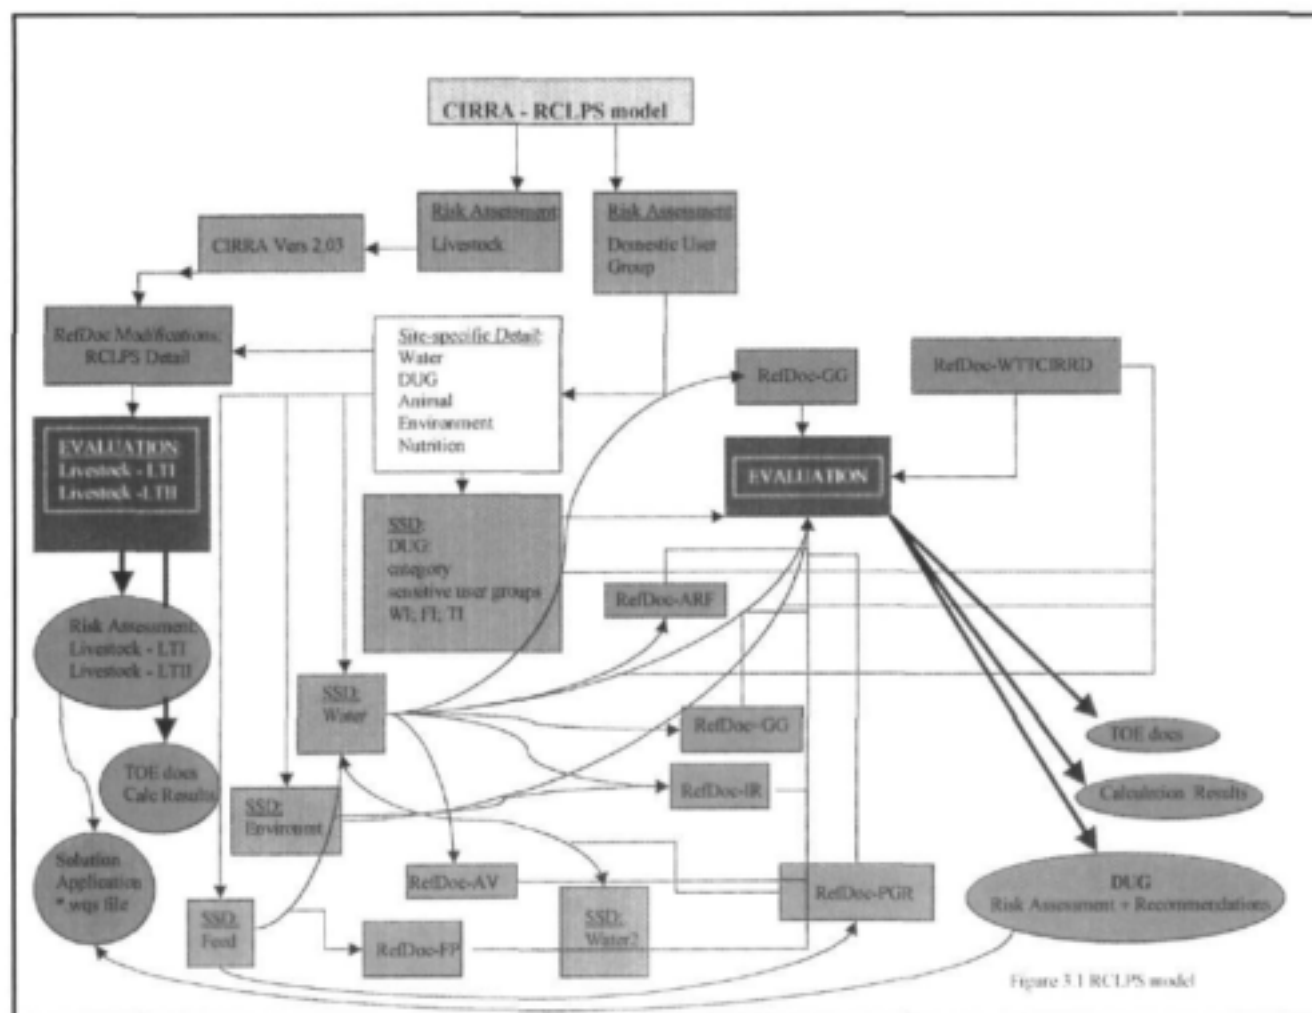 CIRRA - RCLPS model
Risk Assessment:
Livestock
Risk Assessment:
Domestic User
Group
CIRRA Vers 2.03
RefDoc Modifications:
RCLPS Detail
Site-specific Detail:
Water
DUG
Animal
Environment
Nutrition
RefDoc-GG
RefDoc-WTTCIRRD
EVALUATION:
Livestock - LTI
Livestock -LTII
EVALUATION
SSD:
DUG:
category
sensitive user groups
WI; FI; TI
RefDoc-ARF
Risk Assessment:
Livestock - LTI
Livestock - LTII
SSD:
Water
RefDoc-GG
TOE docs
TOE docs
Calc Results
RefDoc-IR
Calculation Results
SSD:
Environment
Solution
Application
*.wqs file
RefDoc-AV
RefDoc-PGR
DUG
Risk Assessment + Recommendations
SSD:
Feed
RefDoc-FP
SSD:
Water2
Figure 3.1 RCLPS model